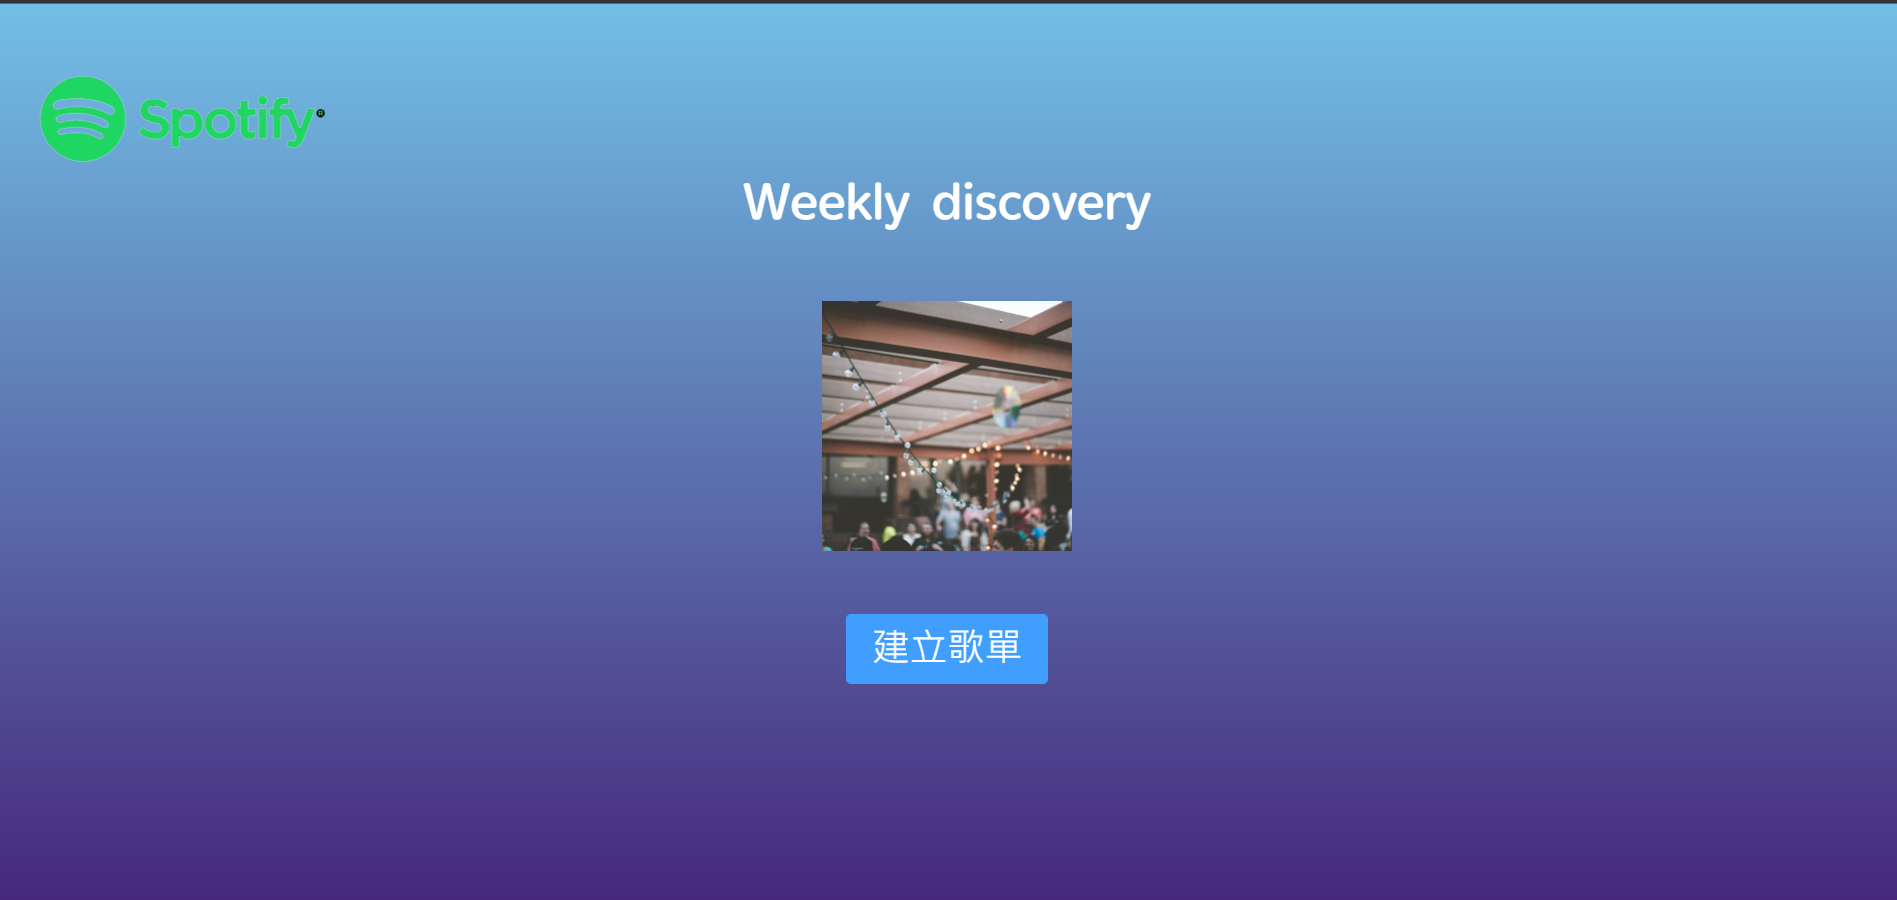 Spotify®
Weekly discovery
建立歌單